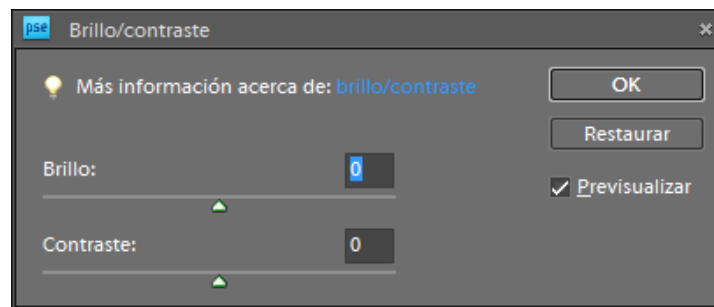 pse Brillo/contraste
Más información acerca de: brillo/contraste
OK
Restaurar
Brillo: 0
Previsualizar
Contraste: 0